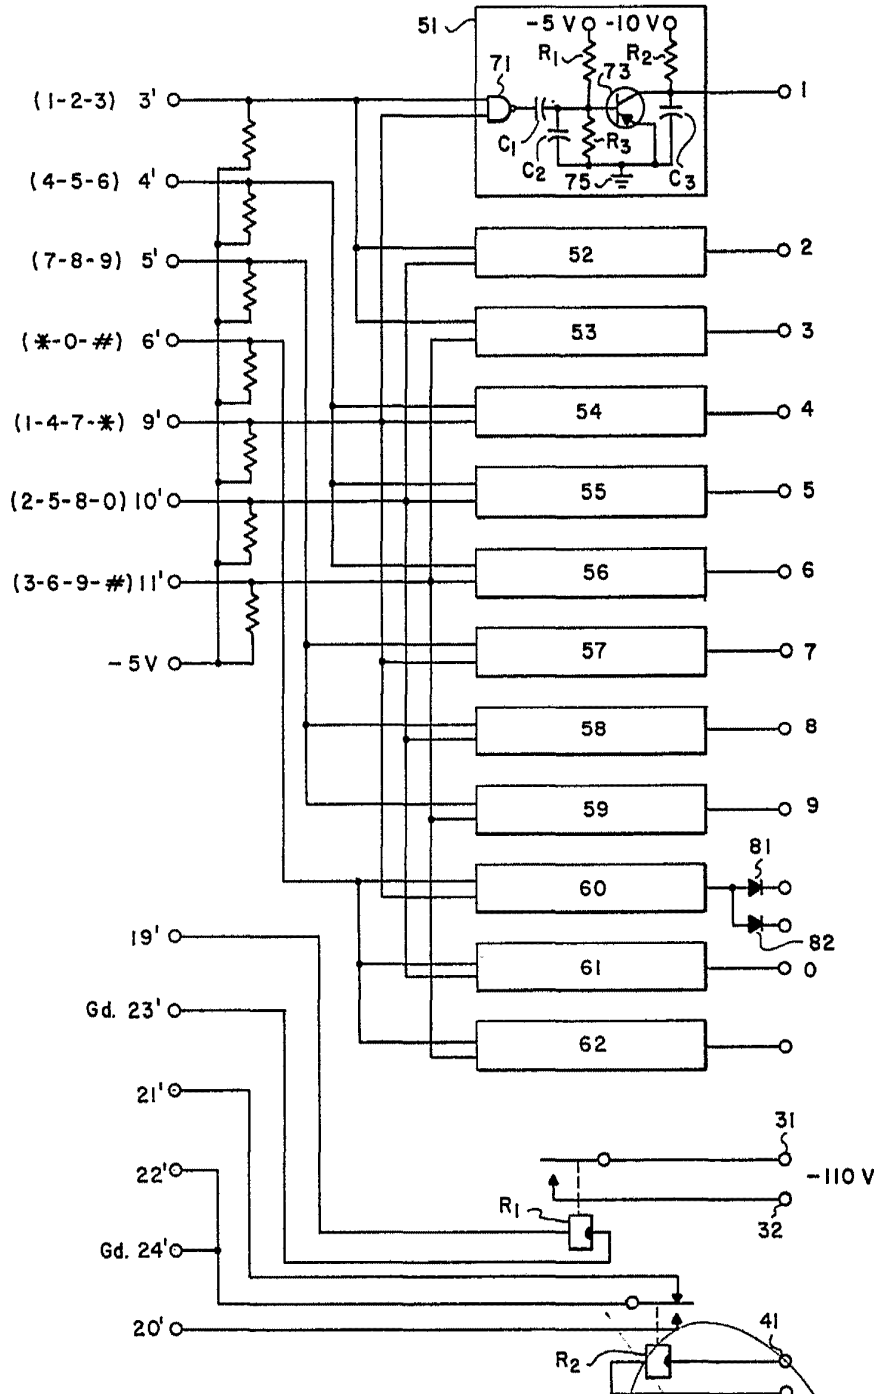 51
-5 V
-10 V
R1
R2
71
73
(1-2-3) 3'
1
C1
C2
R3
75
C3
(4-5-6) 4'
52
2
(7-8-9) 5'
53
3
(*-0-#) 6'
54
4
(1-4-7-*) 9'
55
5
(2-5-8-0) 10'
56
6
(3-6-9-#) 11'
57
7
-5V
58
8
59
9
81
60
82
19'
61
0
Gd. 23'
62
21'
31
22'
-110 V
R1
32
Gd. 24'
20'
41
R2